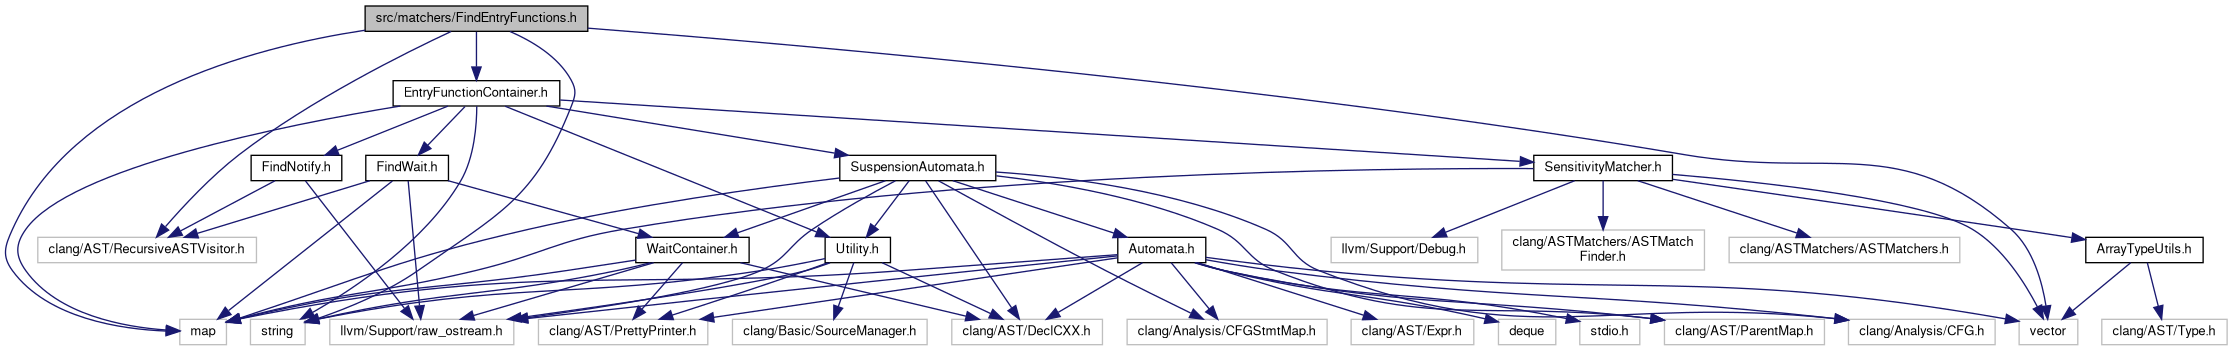 src/matchers/FindEntryFunctions.h
EntryFunctionContainer.h
FindNotify.h
FindWait.h
SuspensionAutomata.h
SensitivityMatcher.h
clang/AST/RecursiveASTVisitor.h
WaitContainer.h
Utility.h
Automata.h
llvm/Support/Debug.h
clang/ASTMatchers/ASTMatch
Finder.h
clang/ASTMatchers/ASTMatchers.h
ArrayTypeUtils.h
map
string
llvm/Support/raw_ostream.h
clang/AST/PrettyPrinter.h
clang/Basic/SourceManager.h
clang/AST/DeclCXX.h
clang/Analysis/CFGStmtMap.h
clang/AST/Expr.h
deque
stdio.h
clang/AST/ParentMap.h
clang/Analysis/CFG.h
vector
clang/AST/Type.h